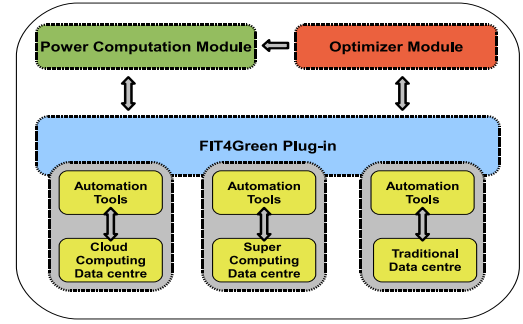 Power Computation Module
Optimizer Module
FIT4Green Plug-in
Automation
Tools
Automation
Tools
Automation
Tools
Cloud
Computing
Data centre
Super
Computing
Data centre
Traditional
Data centre